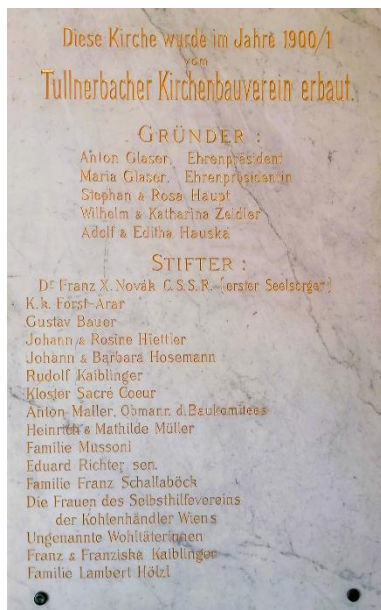 Diese Kirche wurde im Jahre 1900/1
vom
Tullnerbacher Kirchenbauverein erbaut.
GRÜNDER :
Anton Glaser, Ehrenpräsident
Maria Glaser, Ehrenpräsidentin
Stephan & Rosa Haupt
Wilhelm & Katharina Zeidler
Adolf & Editha Hauska
STIFTER :
Dr. Franz X. Novák C.S.S.R. (erster Seelsorger)
K.k. Forst-Ärar
Gustav Bauer
Johann & Rosine Hiettler
Johann & Barbara Hosemann
Rudolf Kaiblinger
Kloster Sacré Coeur
Anton Maller, Obmann d. Baukomitees
Heinrich & Mathilde Müller
Familie Mussoni
Eduard Richter sen.
Familie Franz Schallaböck
Die Frauen des Selbsthilfevereins
der Kohlenhändler Wiens
Ungenannte Wohltäterinnen
Franz & Franziska Kaiblinger
Familie Lambert Hölzl